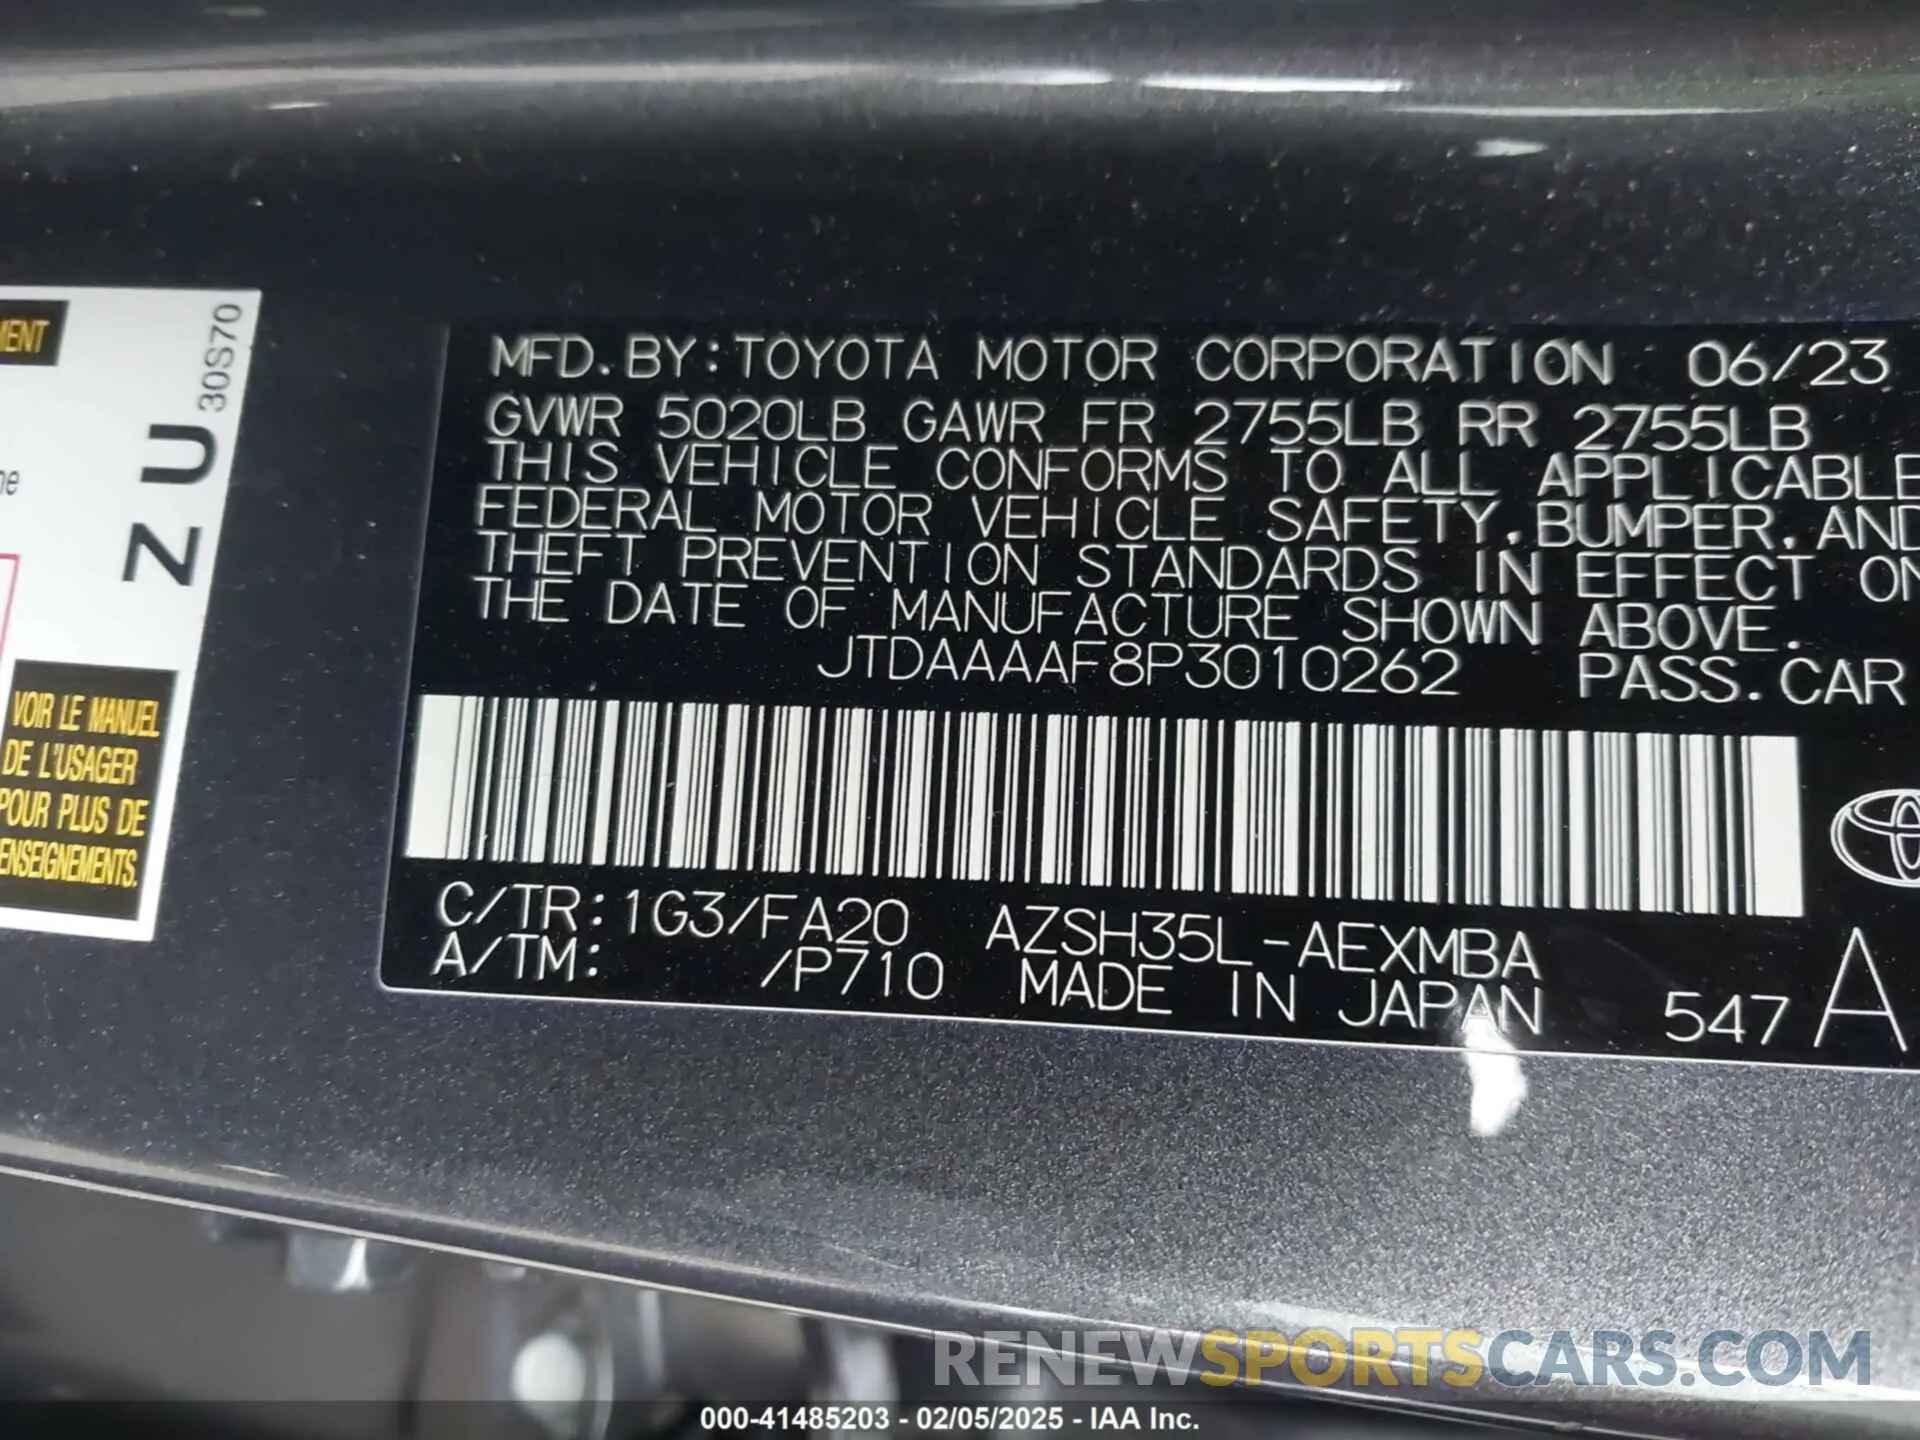 MENT
ne
ZU
30S70
VOIR LE MANUEL
DE L'USAGER
POUR PLUS DE
ENSEIGNEMENTS.
MFD. BY: TOYOTA MOTOR CORPORATION 06/23
GVWR 5020LB GAWR FR 2755LB RR 2755LB
THIS VEHICLE CONFORMS TO ALL APPLICABLE
FEDERAL MOTOR VEHICLE SAFETY, BUMPER, AND
THEFT PREVENTION STANDARDS IN EFFECT ON
THE DATE OF MANUFACTURE SHOWN ABOVE.
JTDAAAAF8P3010262 PASS. CAR
C/TR: 1G3/FA20 AZSH35L-AEXMBA
A/TM: /P710 MADE IN JAPAN 547 A
RENEWSPORTSCARS.COM
000-41485203 - 02/05/2025 - IAA Inc.